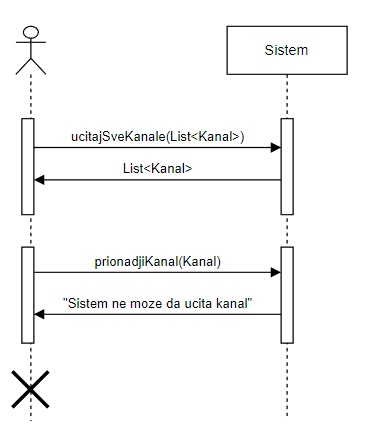 Sistem
ucitajSveKanale(List<Kanal>)
List<Kanal>
prionadjiKanal(Kanal)
"Sistem ne moze da ucita kanal"